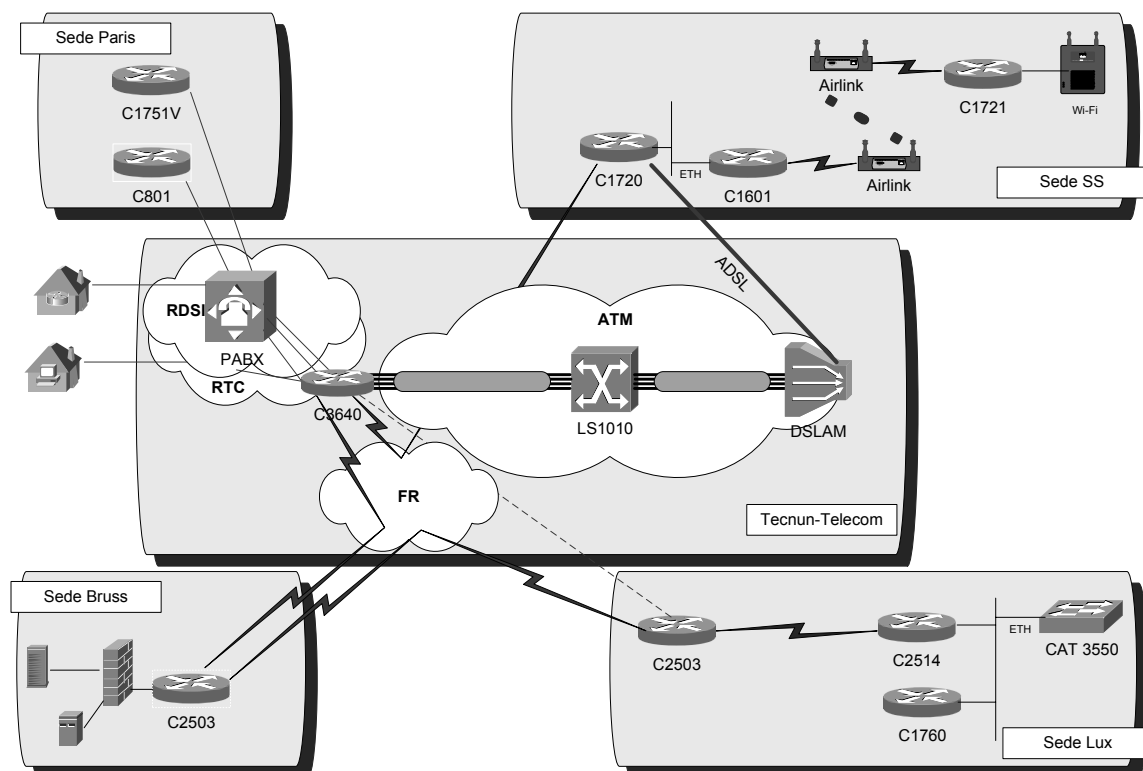 Sede Paris
C1751V
C801
Airlink
C1721
Wi-Fi
C1720
ETH
C1601
Airlink
Sede SS
ADSL
RDSI
PABX
RTC
C3640
ATM
LS1010
DSLAM
FR
Tecnun-Telecom
Sede Bruss
C2503
C2503
C2514
ETH
CAT 3550
C1760
Sede Lux